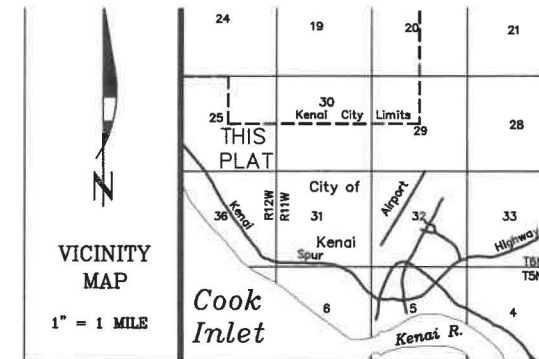 N
VICINITY
MAP
1" = 1 MILE
24
19
20
21
25
30
Kenai City Limits
29
28
THIS
PLAT
City of
Kenai
36
R12W
R11W
31
Airport
32
33
Kenai
Spur
Highway
T6N
T5N
Cook
Inlet
6
5
4
Kenai R.